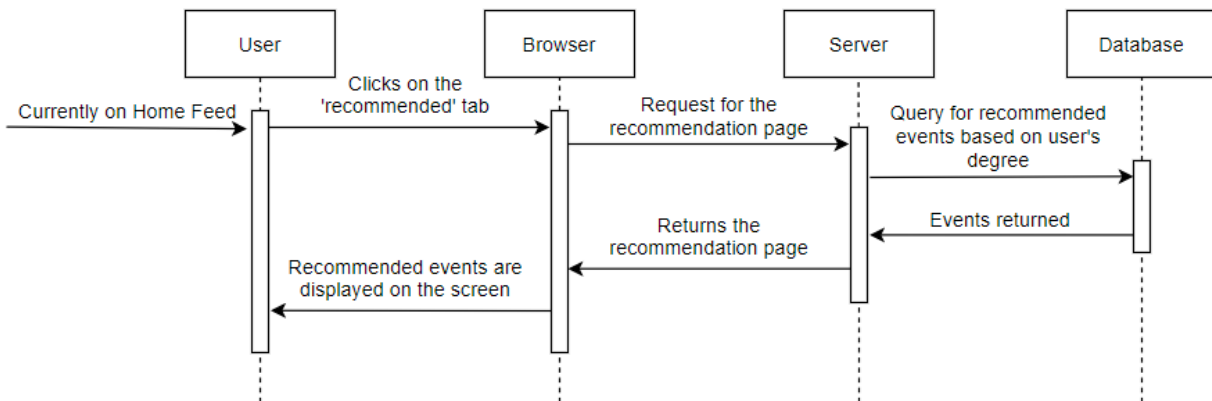 User
Browser
Server
Database
Currently on Home Feed
Clicks on the
'recommended' tab
Request for the
recommendation page
Query for recommended
events based on user's
degree
Events returned
Returns the
recommendation page
Recommended events are
displayed on the screen